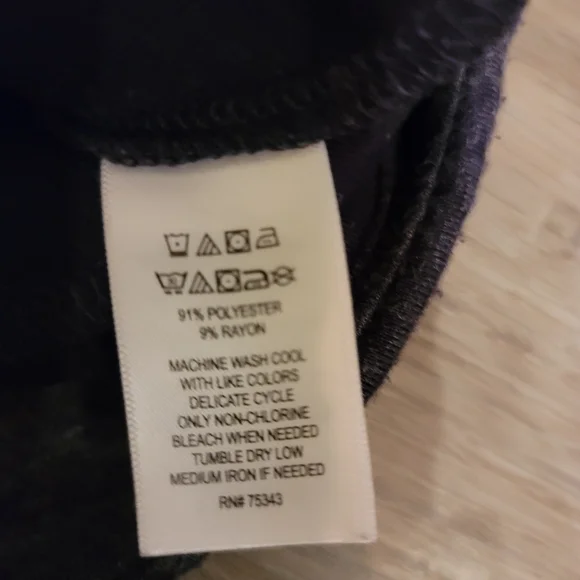 91% POLYESTER
9% RAYON
MACHINE WASH COOL
WITH LIKE COLORS
DELICATE CYCLE
ONLY NON-CHLORINE
BLEACH WHEN NEEDED
TUMBLE DRY LOW
MEDIUM IRON IF NEEDED
RN# 75343